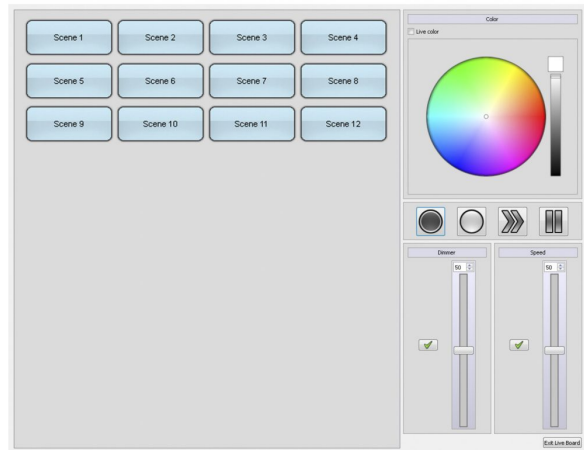 Scene 1 Scene 2 Scene 3 Scene 4
Scene 5 Scene 6 Scene 7 Scene 8
Scene 9 Scene 10 Scene 11 Scene 12
Color
Live color
Dimmer
50
Speed
50
Exit Live Board